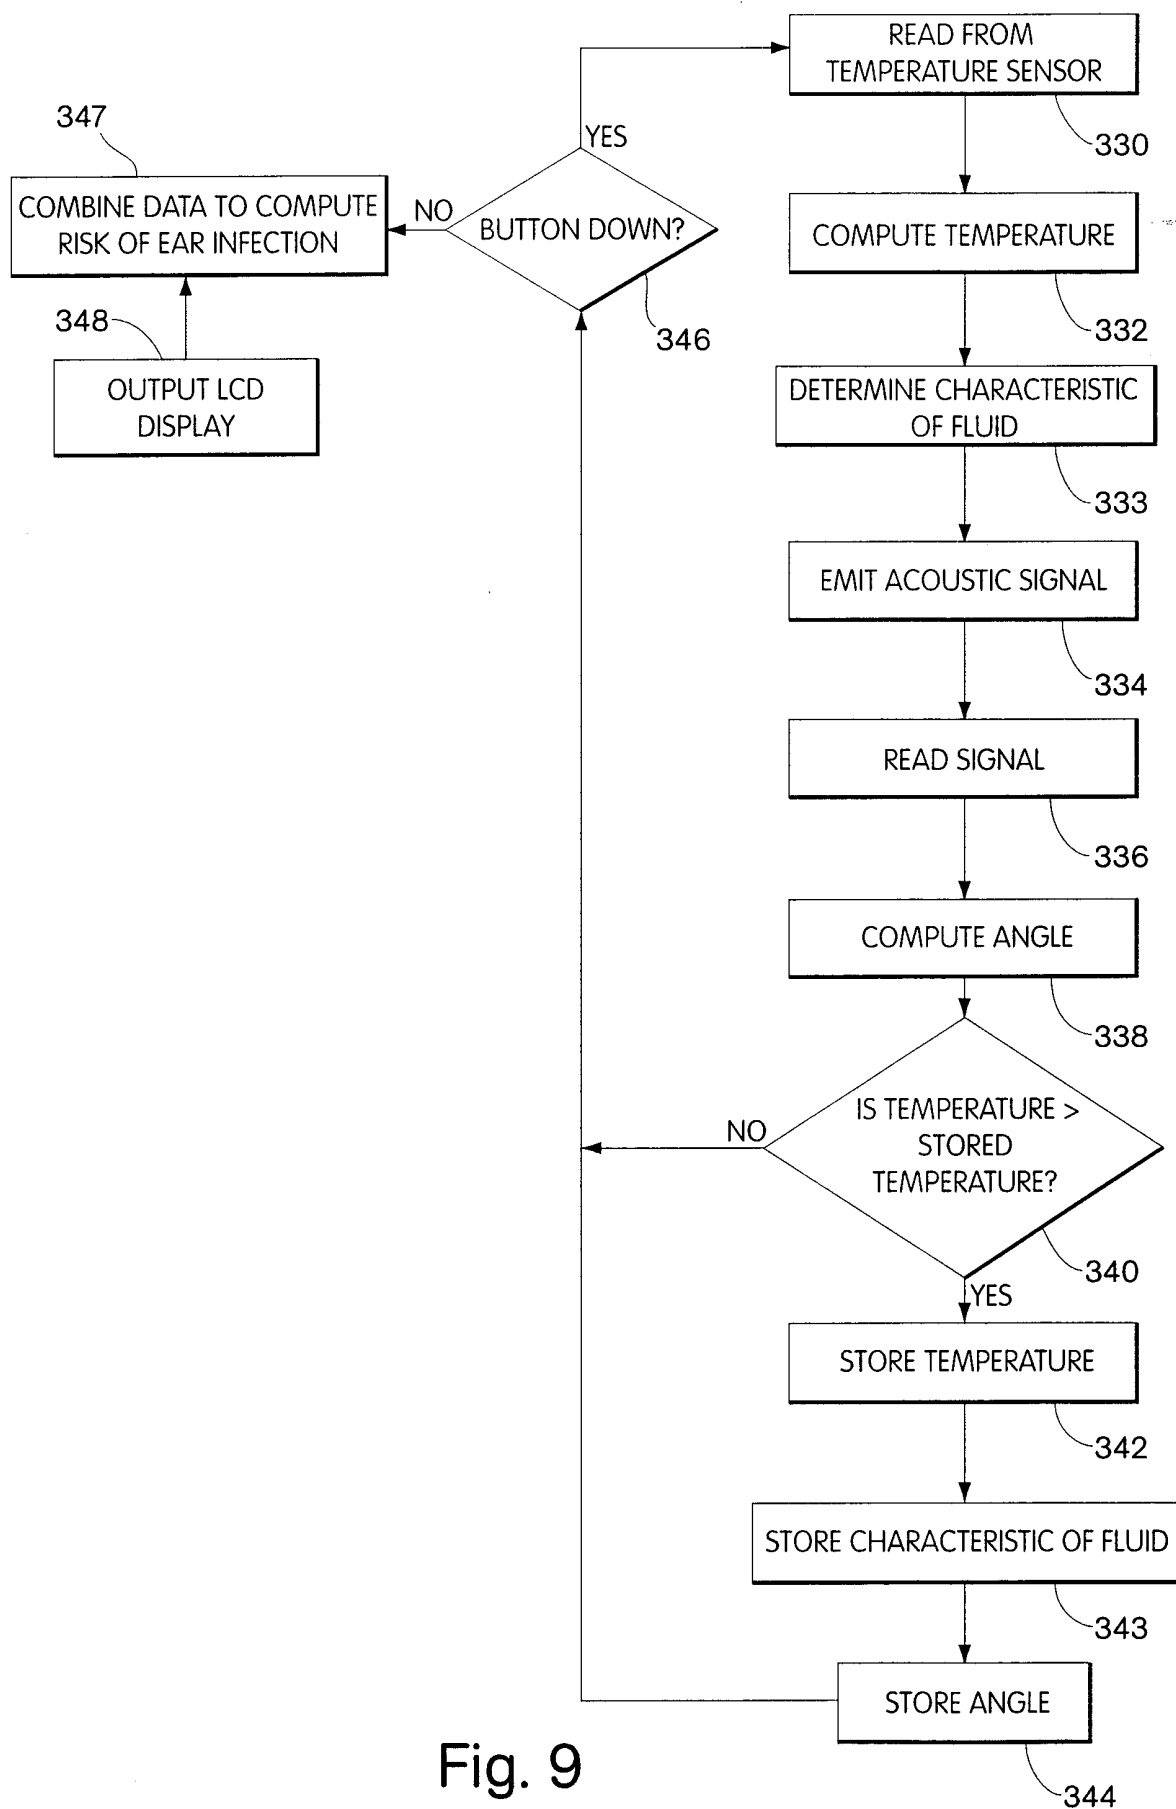 READ FROM
TEMPERATURE SENSOR
330
347
YES
COMBINE DATA TO COMPUTE
RISK OF EAR INFECTION
NO
BUTTON DOWN?
346
COMPUTE TEMPERATURE
332
348
OUTPUT LCD
DISPLAY
DETERMINE CHARACTERISTIC
OF FLUID
333
EMIT ACOUSTIC SIGNAL
334
READ SIGNAL
336
COMPUTE ANGLE
338
IS TEMPERATURE >
STORED
TEMPERATURE?
NO
340
YES
STORE TEMPERATURE
342
STORE CHARACTERISTIC OF FLUID
343
STORE ANGLE
344
Fig. 9